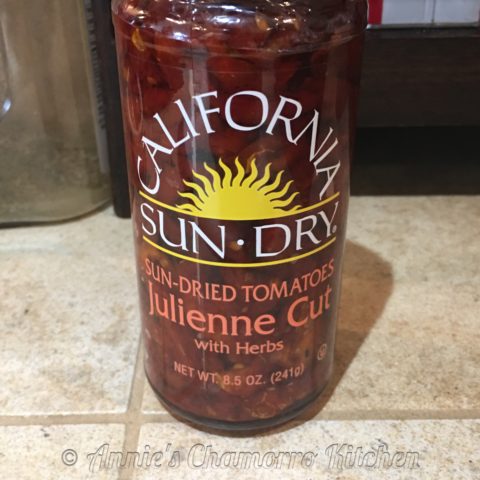 CALIFORNIA
SUN·DRY®
SUN-DRIED TOMATOES
Julienne Cut
with Herbs
NET WT. 8.5 OZ. (241g)
© Annie's Chamorro Kitchen